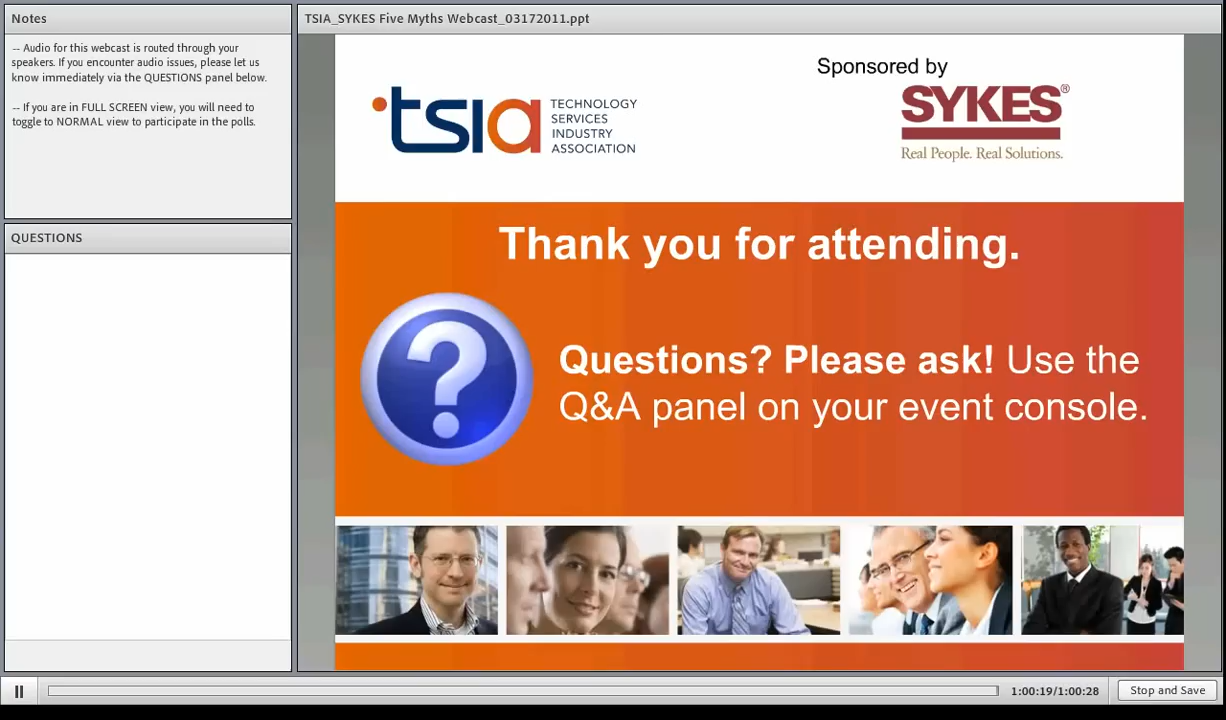 Notes
-- Audio for this webcast is routed through your
speakers. If you encounter audio issues, please let us
know immediately via the QUESTIONS panel below.
-- If you are in FULL SCREEN view, you will need to
toggle to NORMAL view to participate in the polls.
QUESTIONS
TSIA_SYKES Five Myths Webcast_03172011.ppt
tsia
TECHNOLOGY
SERVICES
INDUSTRY
ASSOCIATION
Sponsored by
SYKES®
Real People. Real Solutions.
Thank you for attending.
?
Questions? Please ask! Use the
Q&A panel on your event console.
1:00:19/1:00:28
Stop and Save